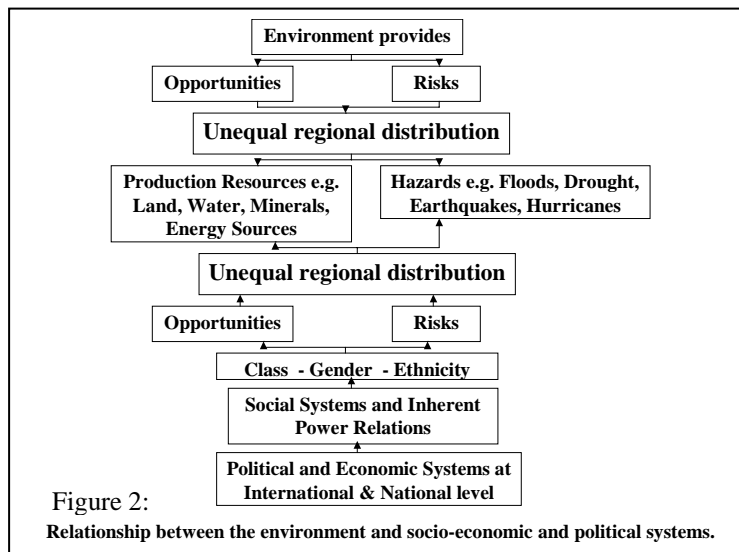 Environment provides
Opportunities
Risks
Unequal regional distribution
Production Resources e.g.
Land, Water, Minerals,
Energy Sources
Hazards e.g. Floods, Drought,
Earthquakes, Hurricanes
Unequal regional distribution
Opportunities
Risks
Class - Gender - Ethnicity
Social Systems and Inherent
Power Relations
Political and Economic Systems at
International & National level
Figure 2:
Relationship between the environment and socio-economic and political systems.